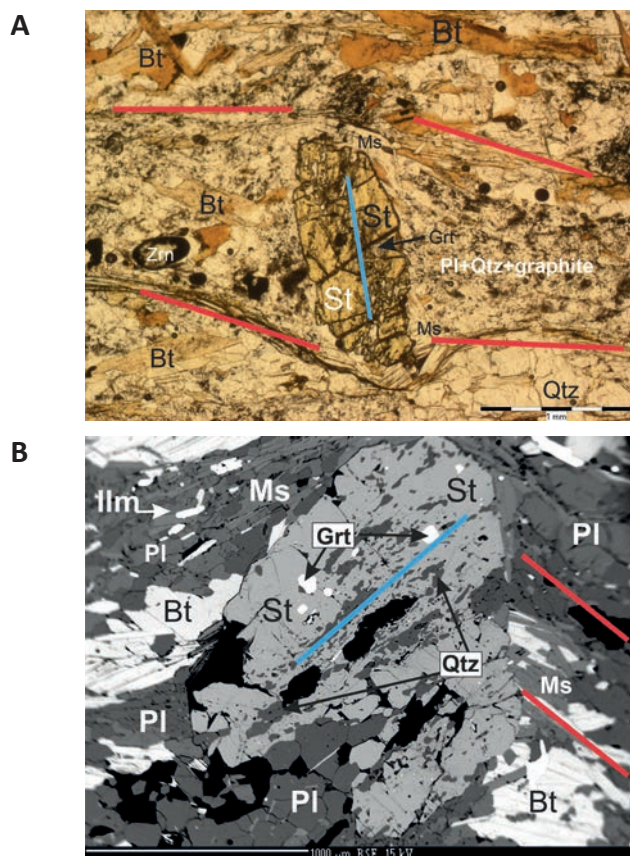 A
Bt
Bt
Ms
Bt
St
Grt
Zrn
Pl+Qtz+graphite
St
Ms
Bt
Qtz
1 mm
B
Ms
St
Ilm
Grt
Pl
Pl
Bt
St
Qtz
Ms
Pl
Pl
Bt
1000 µm BSE 15 kV